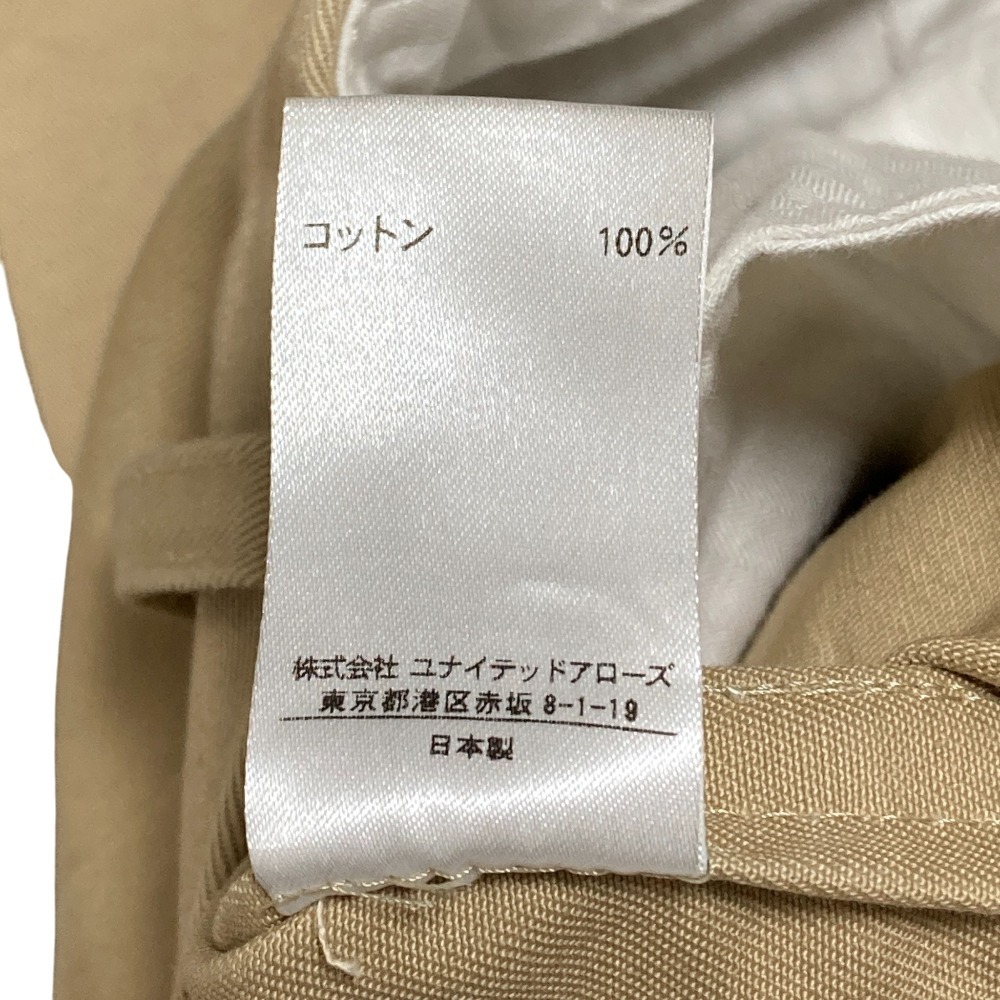 コットン 100%
株式会社 ユナイテッドアローズ
東京都港区赤坂 8-1-19
日本製